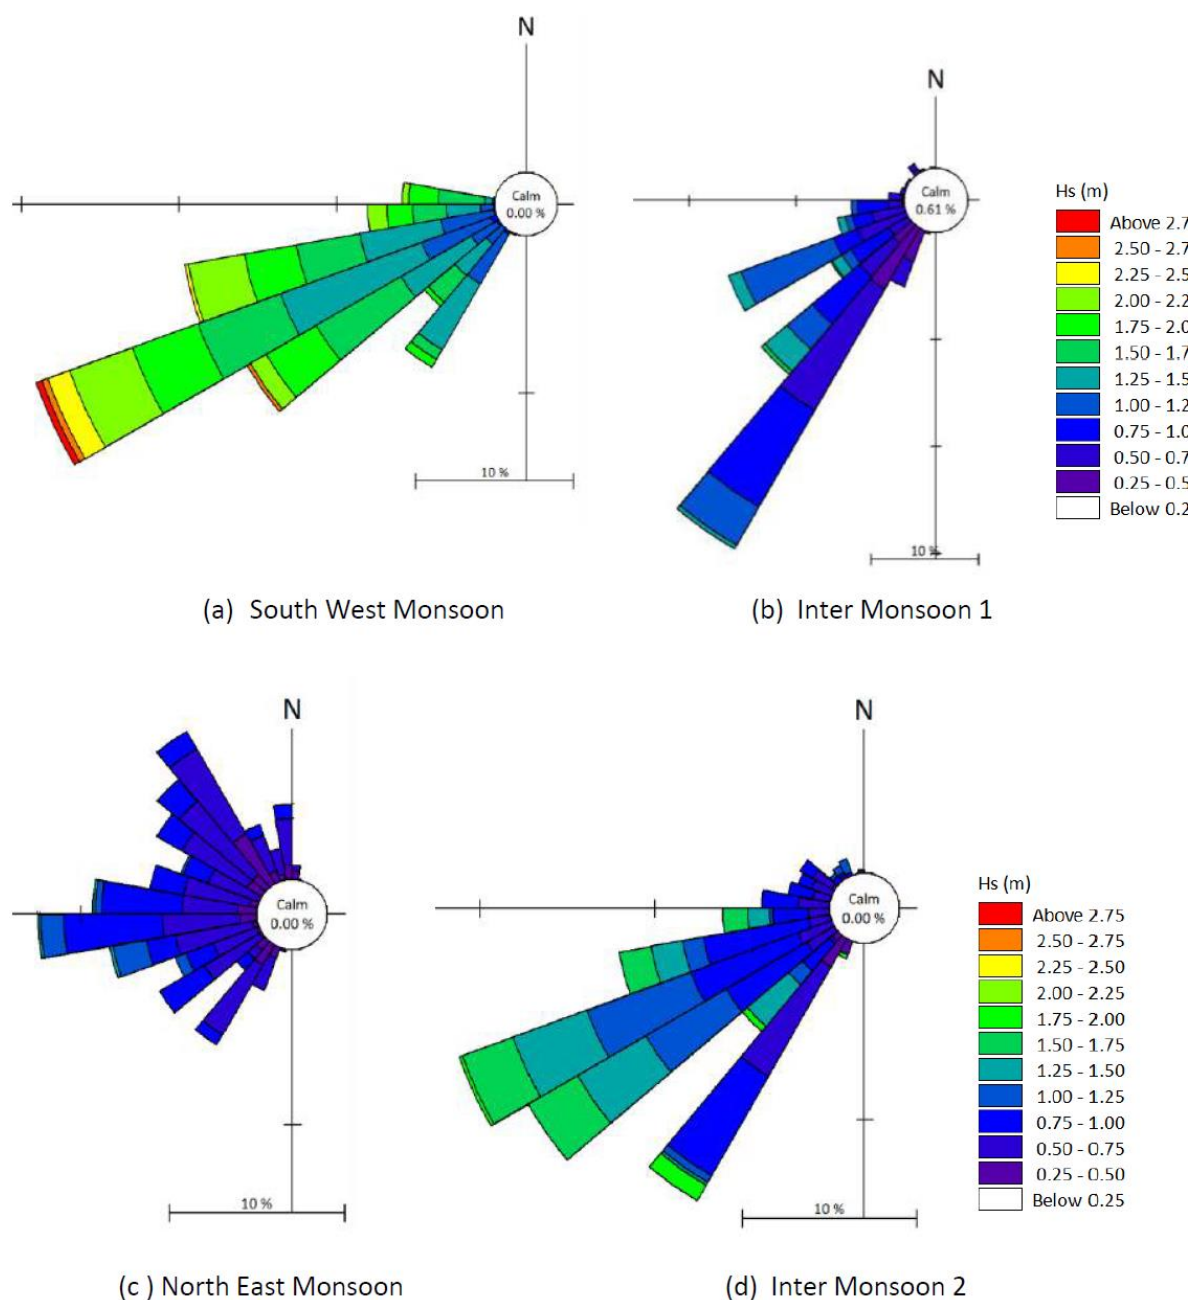 N
N
Calm
0.00 %
Calm
0.61 %
Hs (m)
Above 2.7
2.50 - 2.7
2.25 - 2.5
2.00 - 2.2
1.75 - 2.0
1.50 - 1.7
1.25 - 1.5
1.00 - 1.2
0.75 - 1.0
0.50 - 0.7
0.25 - 0.5
Below 0.2
10 %
10 %
(a) South West Monsoon
(b) Inter Monsoon 1
N
N
Calm
0.00 %
Calm
0.00 %
Hs (m)
Above 2.75
2.50 - 2.75
2.25 - 2.50
2.00 - 2.25
1.75 - 2.00
1.50 - 1.75
1.25 - 1.50
1.00 - 1.25
0.75 - 1.00
0.50 - 0.75
0.25 - 0.50
Below 0.25
10 %
10 %
(c ) North East Monsoon
(d) Inter Monsoon 2